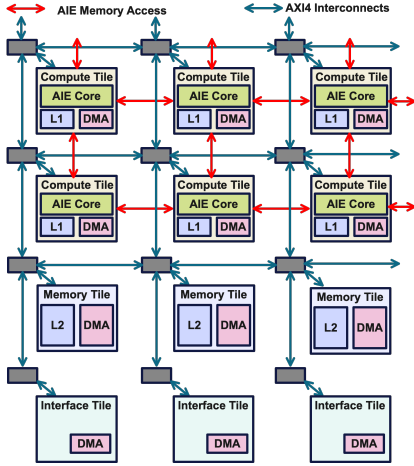 AIE Memory Access
AXI4 Interconnects
Compute Tile
AIE Core
L1
DMA
Compute Tile
AIE Core
L1
DMA
Compute Tile
AIE Core
L1
DMA
Compute Tile
AIE Core
L1
DMA
Compute Tile
AIE Core
L1
DMA
Compute Tile
AIE Core
L1
DMA
Memory Tile
L2
DMA
Memory Tile
L2
DMA
Memory Tile
L2
DMA
Interface Tile
DMA
Interface Tile
DMA
Interface Tile
DMA